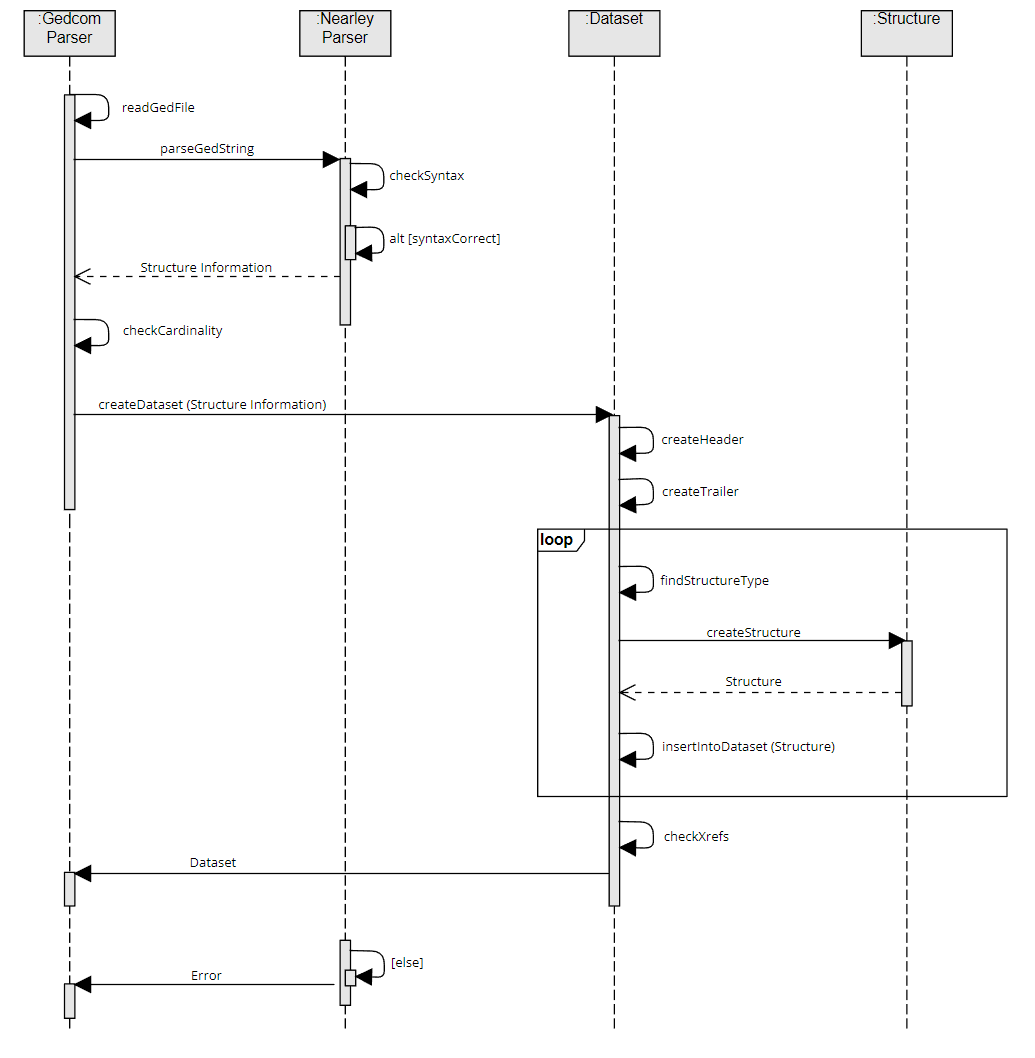 :Gedcom
Parser
:Nearley
Parser
:Dataset
:Structure
readGedFile
parseGedString
checkSyntax
alt [syntaxCorrect]
Structure Information
checkCardinality
createDataset (Structure Information)
createHeader
createTrailer
loop
findStructureType
createStructure
Structure
insertIntoDataset (Structure)
checkXrefs
Dataset
[else]
Error